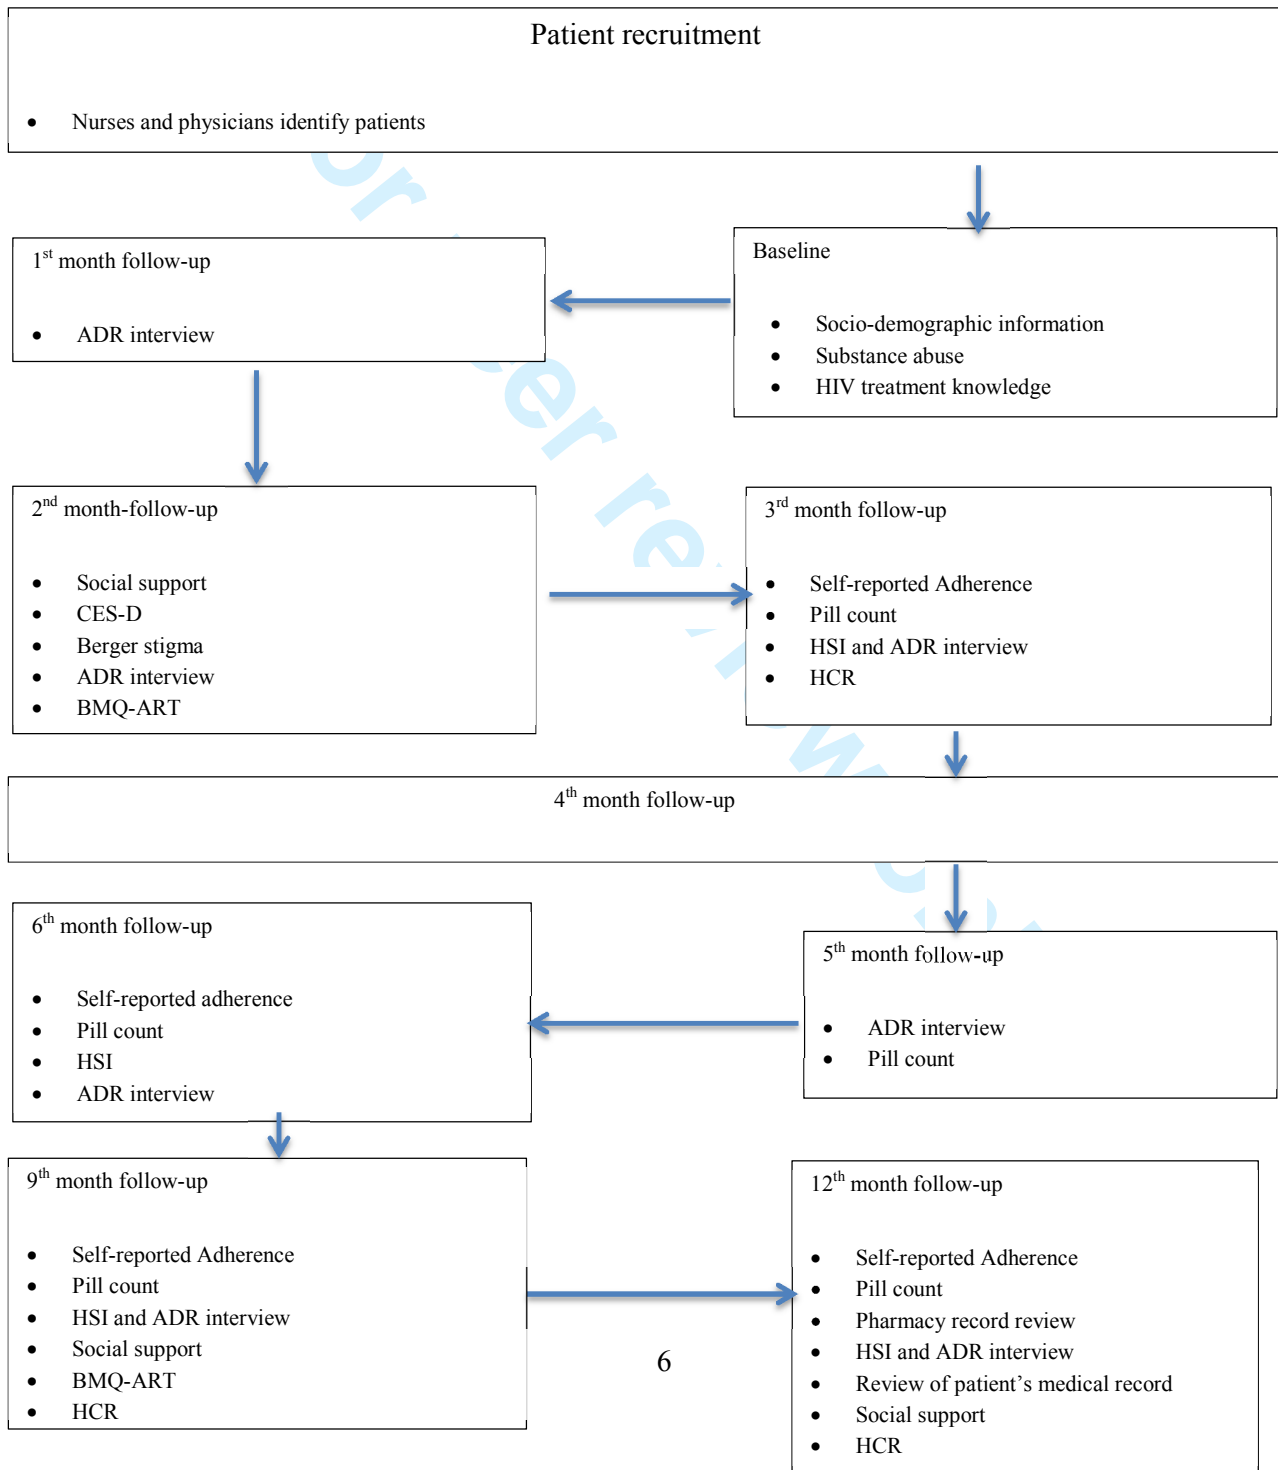 Patient recruitment
• Nurses and physicians identify patients
Baseline
• Socio-demographic information
• Substance abuse
• HIV treatment knowledge
1st month follow-up
• ADR interview
2nd month-follow-up
• Social support
• CES-D
• Berger stigma
• ADR interview
• BMQ-ART
3rd month follow-up
• Self-reported Adherence
• Pill count
• HSI and ADR interview
• HCR
4th month follow-up
5th month follow-up
• ADR interview
• Pill count
6th month follow-up
• Self-reported adherence
• Pill count
• HSI
• ADR interview
9th month follow-up
• Self-reported Adherence
• Pill count
• HSI and ADR interview
• Social support
• BMQ-ART
• HCR
12th month follow-up
• Self-reported Adherence
• Pill count
• Pharmacy record review
• HSI and ADR interview
• Review of patient’s medical record
• Social support
• HCR
6